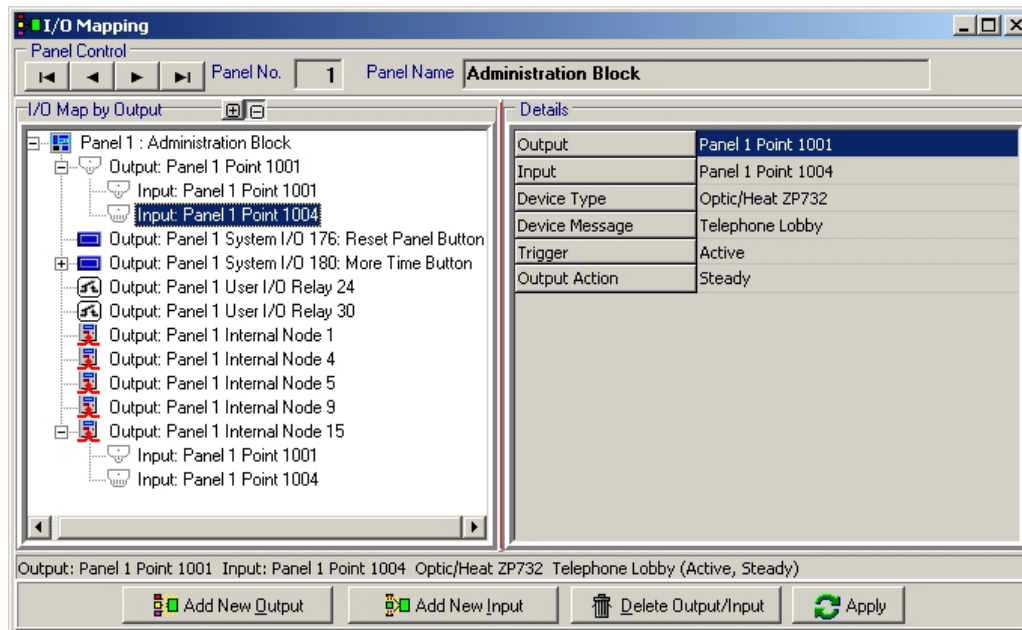 I/O Mapping
Panel Control
Panel No. 1 Panel Name Administration Block
I/O Map by Output
Panel 1 : Administration Block
Output: Panel 1 Point 1001
Input: Panel 1 Point 1001
Input: Panel 1 Point 1004
Output: Panel 1 System I/O 176: Reset Panel Button
Output: Panel 1 System I/O 180: More Time Button
Output: Panel 1 User I/O Relay 24
Output: Panel 1 User I/O Relay 30
Output: Panel 1 Internal Node 1
Output: Panel 1 Internal Node 4
Output: Panel 1 Internal Node 5
Output: Panel 1 Internal Node 9
Output: Panel 1 Internal Node 15
Input: Panel 1 Point 1001
Input: Panel 1 Point 1004
Details
Output Panel 1 Point 1001
Input Panel 1 Point 1004
Device Type Optic/Heat ZP732
Device Message Telephone Lobby
Trigger Active
Output Action Steady
Output: Panel 1 Point 1001 Input: Panel 1 Point 1004 Optic/Heat ZP732 Telephone Lobby (Active, Steady)
Add New Output Add New Input Delete Output/Input Apply